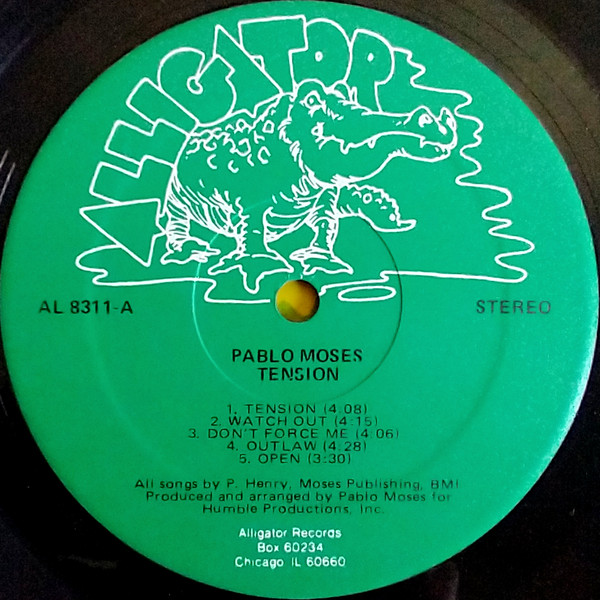 ALLIGATOR
AL 8311-A
STEREO
PABLO MOSES
TENSION
1. TENSION (4:08)
2. WATCH OUT (4:15)
3. DON'T FORCE ME (4:06)
4. OUTLAW (4:28)
5. OPEN (3:30)
All songs by P. Henry, Moses Publishing, BMI
Produced and arranged by Pablo Moses for
Humble Productions, Inc.
Alligator Records
Box 60234
Chicago IL 60660